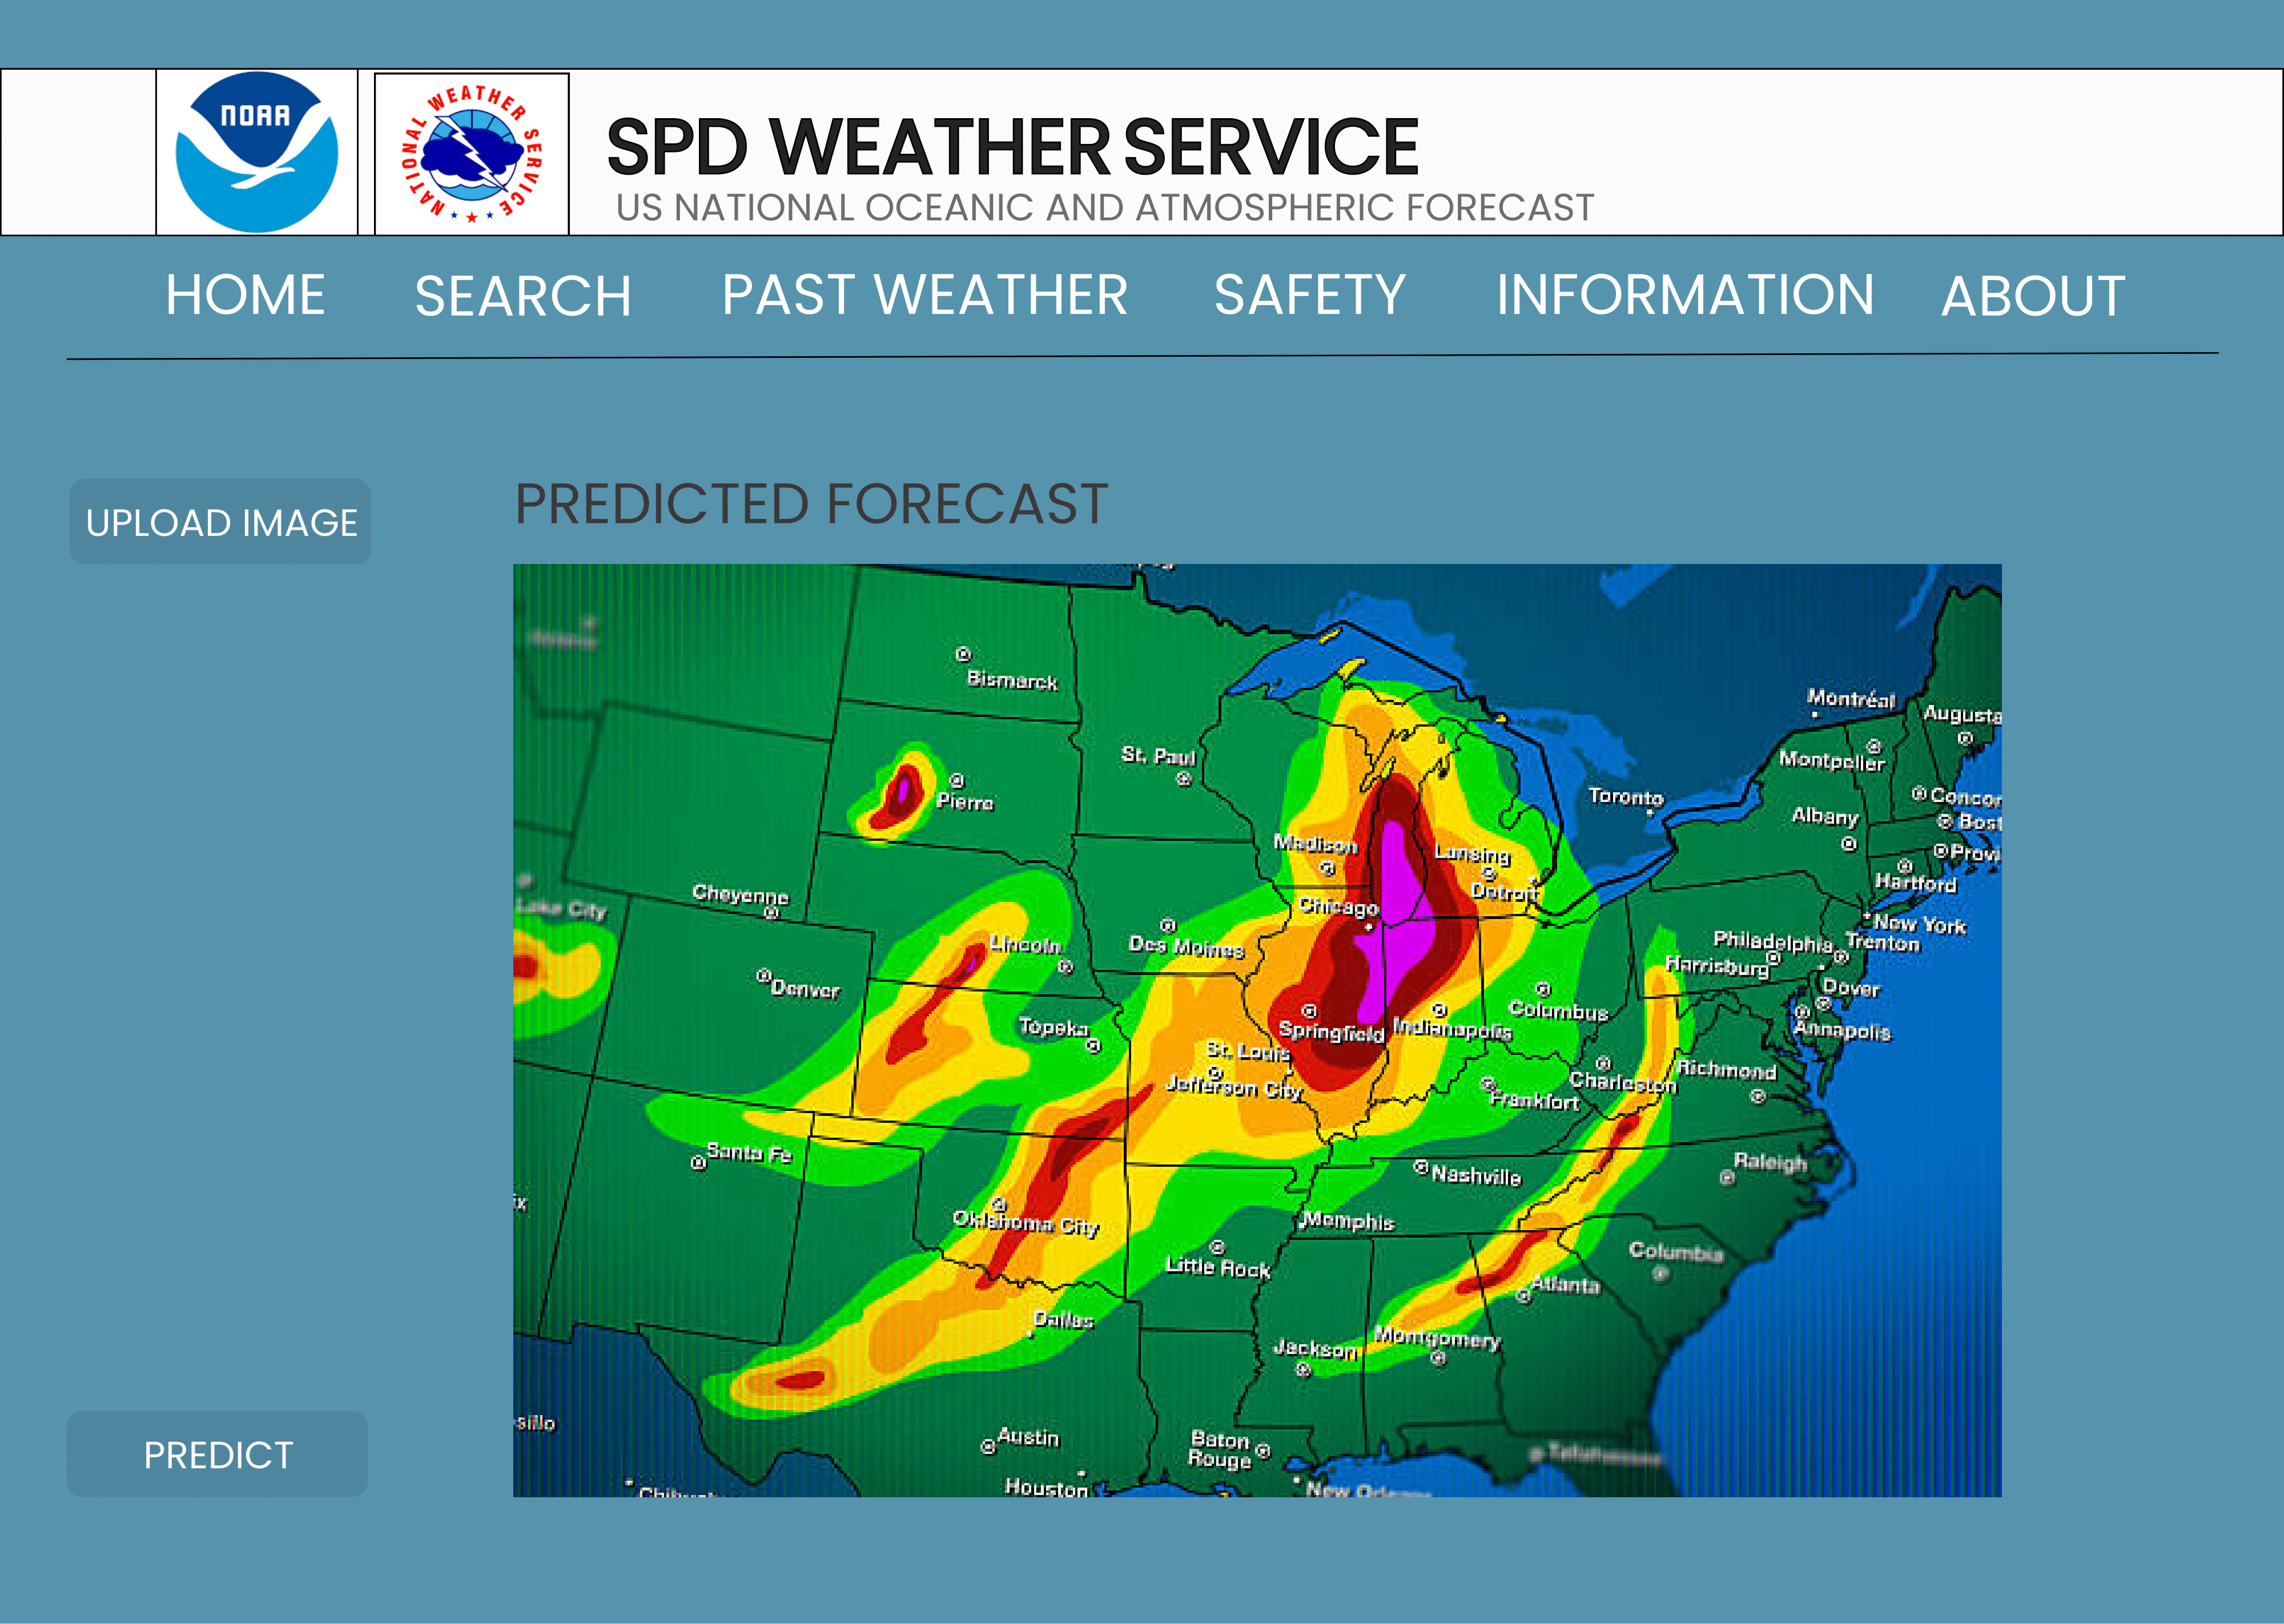 NOAA
NATIONAL WEATHER SERVICE
SPD WEATHER SERVICE
US NATIONAL OCEANIC AND ATMOSPHERIC FORECAST
HOME
SEARCH
PAST WEATHER
SAFETY
INFORMATION
ABOUT
UPLOAD IMAGE
PREDICTED FORECAST
Bismarck
Montréal
Augusta
St. Paul
Montpelier
Pierre
Toronto
Concor
Albany
Bost
Madison
Lansing
Provi
Hartford
Detroit
Cheyenne
Chicago
Lake City
New York
Lincoln
Des Moines
Philadelphia
Trenton
Harrisburg
Denver
Dover
Columbus
Topeka
Springfield
Indianapolis
Annapolis
St. Louis
Jefferson City
Charleston
Richmond
Frankfort
Santa Fe
Nashville
Raleigh
ix
Oklahoma City
Memphis
Little Rock
Columbia
Atlanta
Dallas
Jackson
Montgomery
sillo
Austin
Baton
Rouge
Tallahassee
Houston
New Orleans
PREDICT